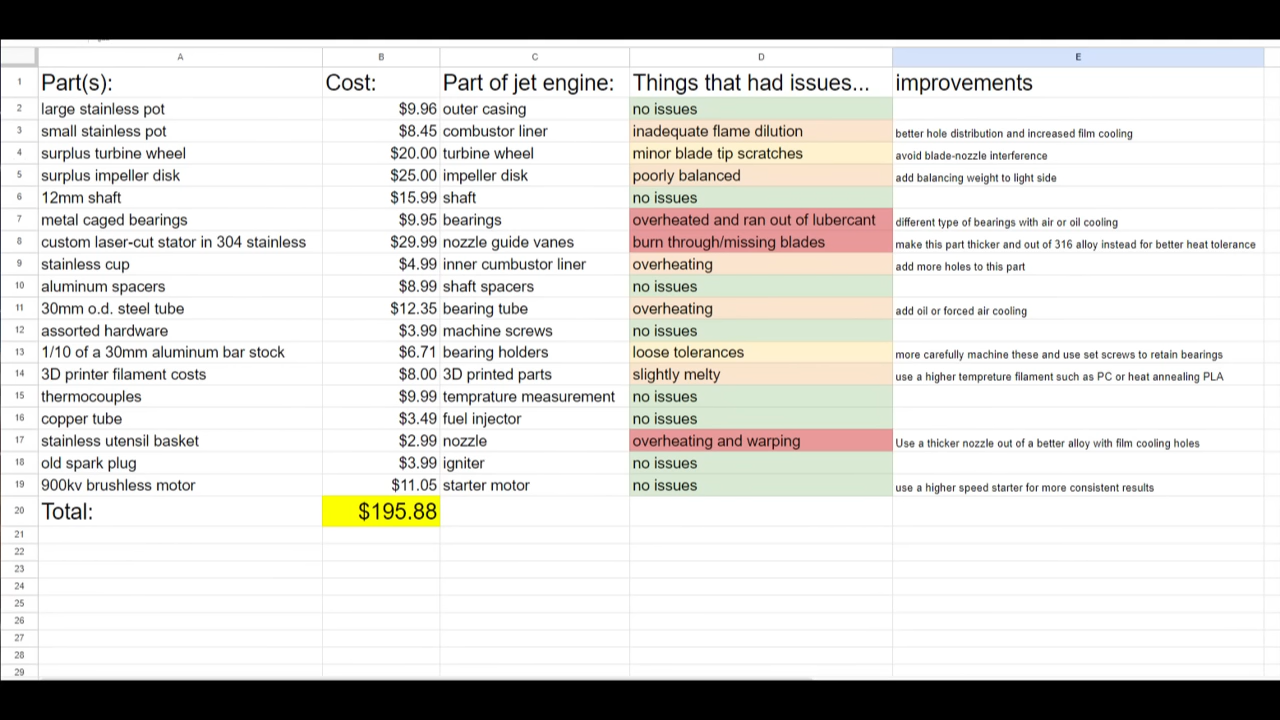 A B C D E
1 Part(s): Cost: Part of jet engine: Things that had issues... improvements
2 large stainless pot $9.96 outer casing no issues
3 small stainless pot $8.45 combustor liner inadequate flame dilution better hole distribution and increased film cooling
4 surplus turbine wheel $20.00 turbine wheel minor blade tip scratches avoid blade-nozzle interference
5 surplus impeller disk $25.00 impeller disk poorly balanced add balancing weight to light side
6 12mm shaft $15.99 shaft no issues
7 metal caged bearings $9.95 bearings overheated and ran out of lubercant different type of bearings with air or oil cooling
8 custom laser-cut stator in 304 stainless $29.99 nozzle guide vanes burn through/missing blades make this part thicker and out of 316 alloy instead for better heat tolerance
9 stainless cup $4.99 inner cumbustor liner overheating add more holes to this part
10 aluminum spacers $8.99 shaft spacers no issues
11 30mm o.d. steel tube $12.35 bearing tube overheating add oil or forced air cooling
12 assorted hardware $3.99 machine screws no issues
13 1/10 of a 30mm aluminum bar stock $6.71 bearing holders loose tolerances more carefully machine these and use set screws to retain bearings
14 3D printer filament costs $8.00 3D printed parts slightly melty use a higher tempreture filament such as PC or heat annealing PLA
15 thermocouples $9.99 temprature measurement no issues
16 copper tube $3.49 fuel injector no issues
17 stainless utensil basket $2.99 nozzle overheating and warping Use a thicker nozzle out of a better alloy with film cooling holes
18 old spark plug $3.99 igniter no issues
19 900kv brushless motor $11.05 starter motor no issues use a higher speed starter for more consistent results
20 Total: $195.88
21
22
23
24
25
26
27
28
29